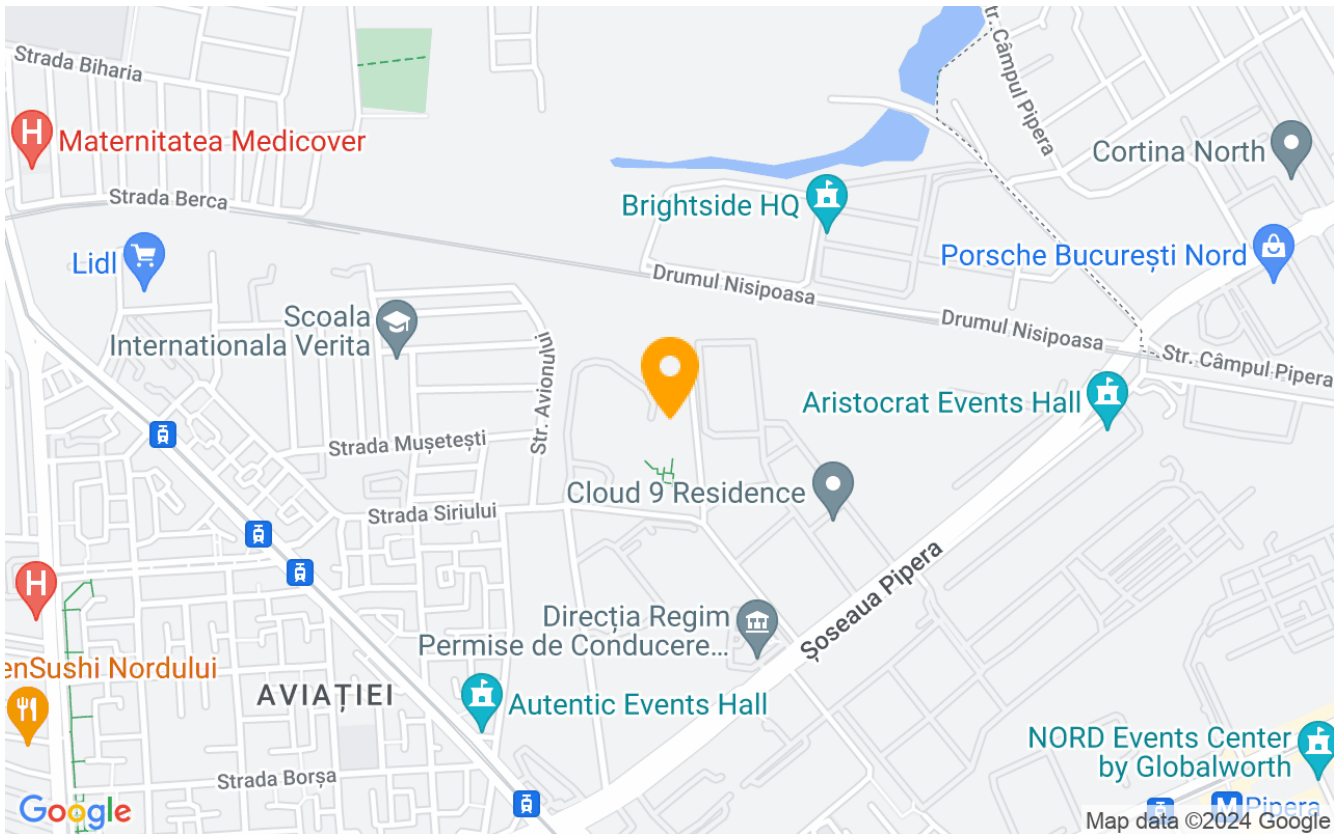 Strada Biharia
tr. Câmpul Pipera
H
Maternitatea Medicover
Cortina North
Strada Berca
Brightside HQ
Porsche București Nord
Lidl
Drumul Nisipoasa
Scoala
Internationala Verita
Drumul Nisipoasa
Str. Câmpul Pipera
Str. Avionului
Aristocrat Events Hall
Strada Mușetești
Cloud 9 Residence
Strada Siriului
Șoseaua Pipera
H
Direcția Regim
Permise de Conducere...
enSushi Nordului
AVIAȚIEI
Autentic Events Hall
NORD Events Center
by Globalworth
Strada Borșa
Google
M Pipera
Map data ©2024 Google